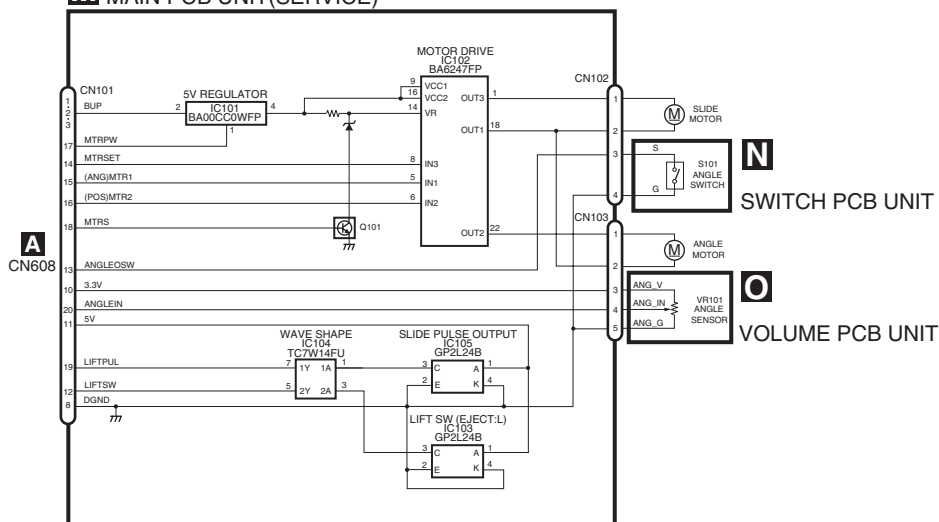 MAIN PCB UNIT(SERVICE)
CN101
1
2
3
BUP
2
5V REGULATOR
IC101
BA00CC0WFP
4
1
17 MTRPW
14 MTRSET
15 (ANG)MTR1
16 (POS)MTR2
18 MTRS
Q101
MOTOR DRIVE
IC102
BA6247FP
9 VCC1
16 VCC2
14 VR
8 IN3
5 IN1
6 IN2
OUT3 1
OUT1 18
OUT2 22
CN102
1
2
3
4
M
SLIDE
MOTOR
S
G
S101
ANGLE
SWITCH
N
SWITCH PCB UNIT
CN103
1
2
3
4
5
M
ANGLE
MOTOR
ANG_V
ANG_IN
ANG_G
VR101
ANGLE
SENSOR
O
VOLUME PCB UNIT
A
CN608
13 ANGLEOSW
10 3.3V
20 ANGLEIN
11 5V
19 LIFTPUL
12 LIFTSW
8 DGND
WAVE SHAPE
IC104
TC7W14FU
7 1Y 1A 1
5 2Y 2A 3
SLIDE PULSE OUTPUT
IC105
GP2L24B
3 C A 1
2 E K 4
LIFT SW (EJECT:L)
IC103
GP2L24B
3 C A 1
2 E K 4